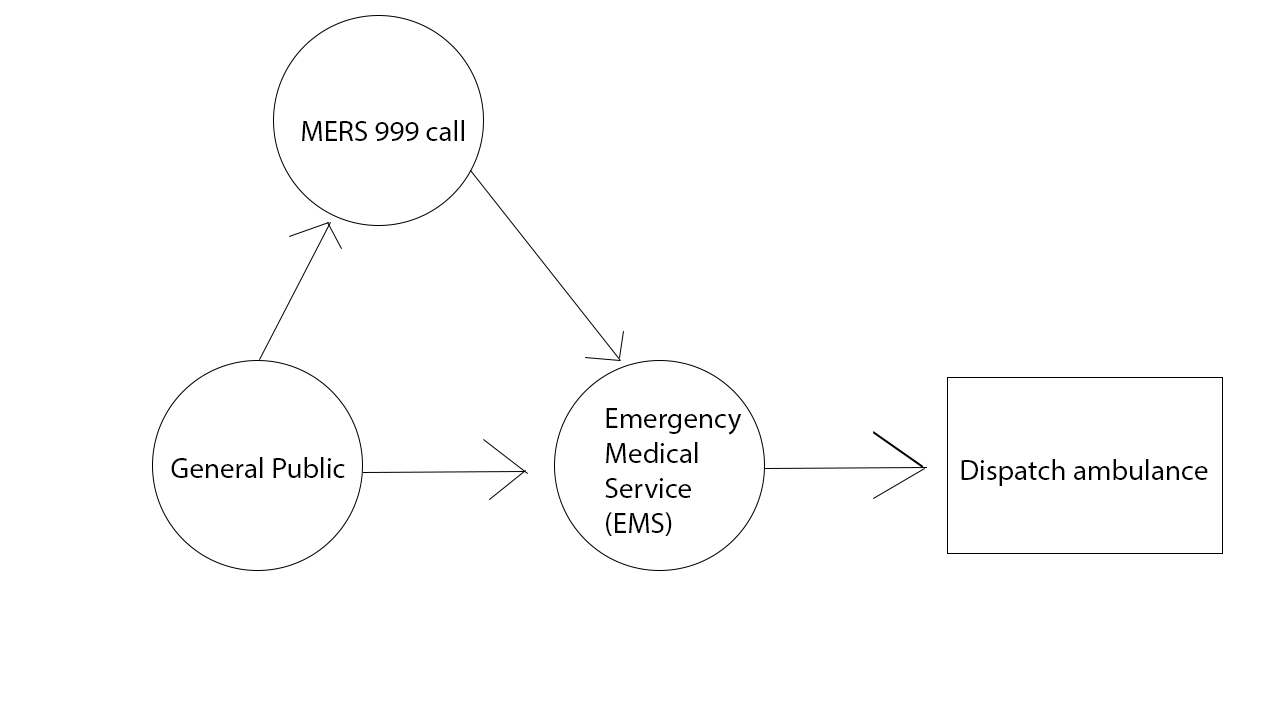 MERS 999 call
General Public
Emergency
Medical
Service
(EMS)
Dispatch ambulance